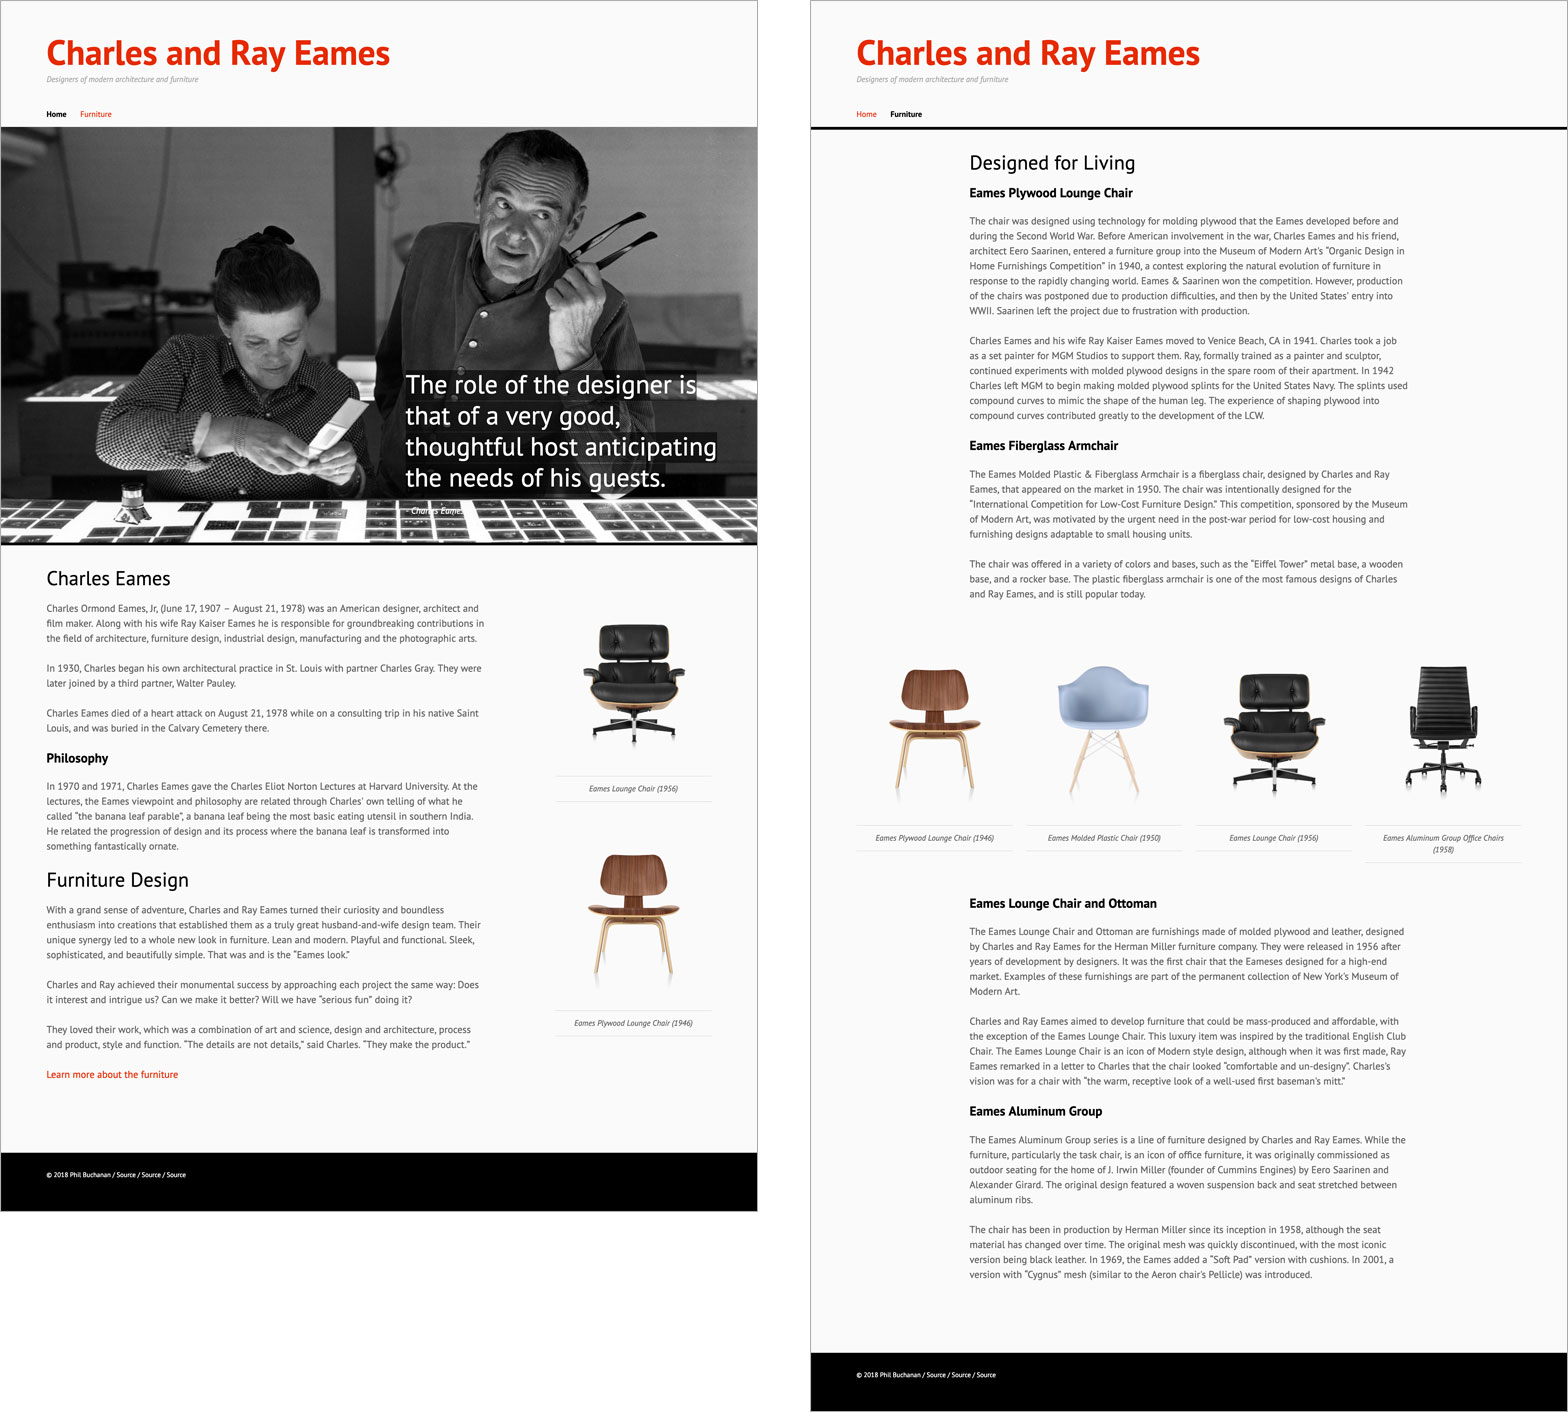 Charles and Ray Eames
Designers of modern architecture and furniture
Home Furniture
The role of the designer is
that of a very good,
thoughtful host anticipating
the needs of his guests.
- Charles Eames
Charles Eames
Charles Ormond Eames, Jr, (June 17, 1907 – August 21, 1978) was an American designer, architect and
film maker. Along with his wife Ray Kaiser Eames he is responsible for groundbreaking contributions in
the field of architecture, furniture design, industrial design, manufacturing and the photographic arts.
In 1930, Charles began his own architectural practice in St. Louis with partner Charles Gray. They were
later joined by a third partner, Walter Pauley.
Charles Eames died of a heart attack on August 21, 1978 while on a consulting trip in his native Saint
Louis, and was buried in the Calvary Cemetery there.
Philosophy
In 1970 and 1971, Charles Eames gave the Charles Eliot Norton Lectures at Harvard University. At the
lectures, the Eames viewpoint and philosophy are related through Charles' own telling of what he
called “the banana leaf parable”, a banana leaf being the most basic eating utensil in southern India.
He related the progression of design and its process where the banana leaf is transformed into
something fantastically ornate.
Furniture Design
With a grand sense of adventure, Charles and Ray Eames turned their curiosity and boundless
enthusiasm into creations that established them as a truly great husband-and-wife design team. Their
unique synergy led to a whole new look in furniture. Lean and modern. Playful and functional. Sleek,
sophisticated, and beautifully simple. That was and is the “Eames look.”
Charles and Ray achieved their monumental success by approaching each project the same way: Does
it interest and intrigue us? Can we make it better? Will we have “serious fun” doing it?
They loved their work, which was a combination of art and science, design and architecture, process
and product, style and function. “The details are not details,” said Charles. “They make the product.”
Learn more about the furniture
Eames Lounge Chair (1956)
Eames Plywood Lounge Chair (1946)
© 2018 Phil Buchanan / Source / Source / Source
Charles and Ray Eames
Designers of modern architecture and furniture
Home Furniture
Designed for Living
Eames Plywood Lounge Chair
The chair was designed using technology for molding plywood that the Eames developed before and
during the Second World War. Before American involvement in the war, Charles Eames and his friend,
architect Eero Saarinen, entered a furniture group into the Museum of Modern Art's “Organic Design in
Home Furnishings Competition” in 1940, a contest exploring the natural evolution of furniture in
response to the rapidly changing world. Eames & Saarinen won the competition. However, production
of the chairs was postponed due to production difficulties, and then by the United States' entry into
WWII. Saarinen left the project due to frustration with production.
Charles Eames and his wife Ray Kaiser Eames moved to Venice Beach, CA in 1941. Charles took a job
as a set painter for MGM Studios to support them. Ray, formally trained as a painter and sculptor,
continued experiments with molded plywood designs in the spare room of their apartment. In 1942
Charles left MGM to begin making molded plywood splints for the United States Navy. The splints used
compound curves to mimic the shape of the human leg. The experience of shaping plywood into
compound curves contributed greatly to the development of the LCW.
Eames Fiberglass Armchair
The Eames Molded Plastic & Fiberglass Armchair is a fiberglass chair, designed by Charles and Ray
Eames, that appeared on the market in 1950. The chair was intentionally designed for the
“International Competition for Low-Cost Furniture Design.” This competition, sponsored by the Museum
of Modern Art, was motivated by the urgent need in the post-war period for low-cost housing and
furnishing designs adaptable to small housing units.
The chair was offered in a variety of colors and bases, such as the “Eiffel Tower” metal base, a wooden
base, and a rocker base. The plastic fiberglass armchair is one of the most famous designs of Charles
and Ray Eames, and is still popular today.
Eames Plywood Lounge Chair (1946)
Eames Molded Plastic Chair (1950)
Eames Lounge Chair (1956)
Eames Aluminum Group Office Chairs
(1958)
Eames Lounge Chair and Ottoman
The Eames Lounge Chair and Ottoman are furnishings made of molded plywood and leather, designed
by Charles and Ray Eames for the Herman Miller furniture company. They were released in 1956 after
years of development by designers. It was the first chair that the Eameses designed for a high-end
market. Examples of these furnishings are part of the permanent collection of New York's Museum of
Modern Art.
Charles and Ray Eames aimed to develop furniture that could be mass-produced and affordable, with
the exception of the Eames Lounge Chair. This luxury item was inspired by the traditional English Club
Chair. The Eames Lounge Chair is an icon of Modern style design, although when it was first made, Ray
Eames remarked in a letter to Charles that the chair looked “comfortable and un-designy”. Charles's
vision was for a chair with “the warm, receptive look of a well-used first baseman's mitt.”
Eames Aluminum Group
The Eames Aluminum Group series is a line of furniture designed by Charles and Ray Eames. While the
furniture, particularly the task chair, is an icon of office furniture, it was originally commissioned as
outdoor seating for the home of J. Irwin Miller (founder of Cummins Engines) by Eero Saarinen and
Alexander Girard. The original design featured a woven suspension back and seat stretched between
aluminum ribs.
The chair has been in production by Herman Miller since its inception in 1958, although the seat
material has changed over time. The original mesh was quickly discontinued, with the most iconic
version being black leather. In 1969, the Eames added a “Soft Pad” version with cushions. In 2001, a
version with “Cygnus” mesh (similar to the Aeron chair's Pellicle) was introduced.
© 2018 Phil Buchanan / Source / Source / Source